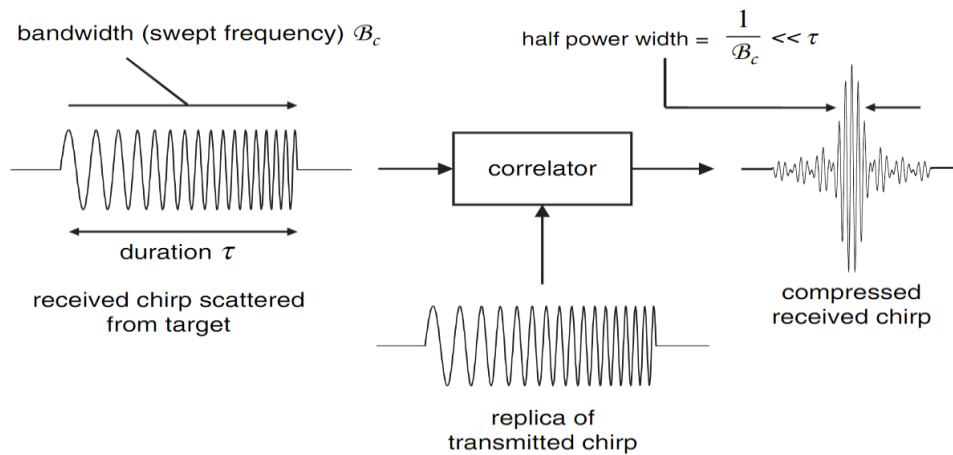 bandwidth (swept frequency) ℬc
half power width = 1/ℬc << τ
correlator
duration τ
received chirp scattered
from target
compressed
received chirp
replica of
transmitted chirp